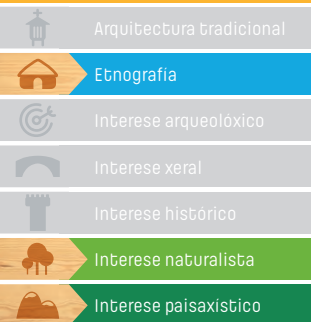 Arquitectura tradicional
Etnografía
Interese arqueolóxico
Interese xeral
Interese histórico
Interese naturalista
Interese paisaxístico